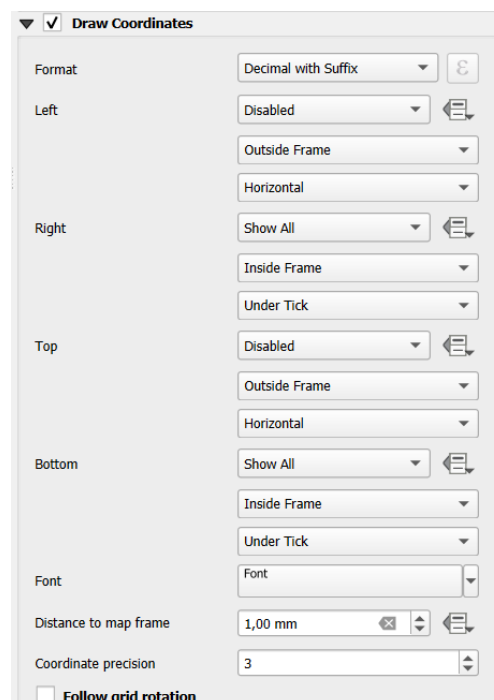 Draw Coordinates
Format Decimal with Suffix ε
Left Disabled
Outside Frame
Horizontal
Right Show All
Inside Frame
Under Tick
Top Disabled
Outside Frame
Horizontal
Bottom Show All
Inside Frame
Under Tick
Font Font
Distance to map frame 1,00 mm
Coordinate precision 3
Follow grid rotation